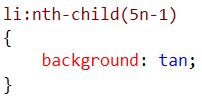 li:nth-child(5n-1)
{
    background: tan;
}